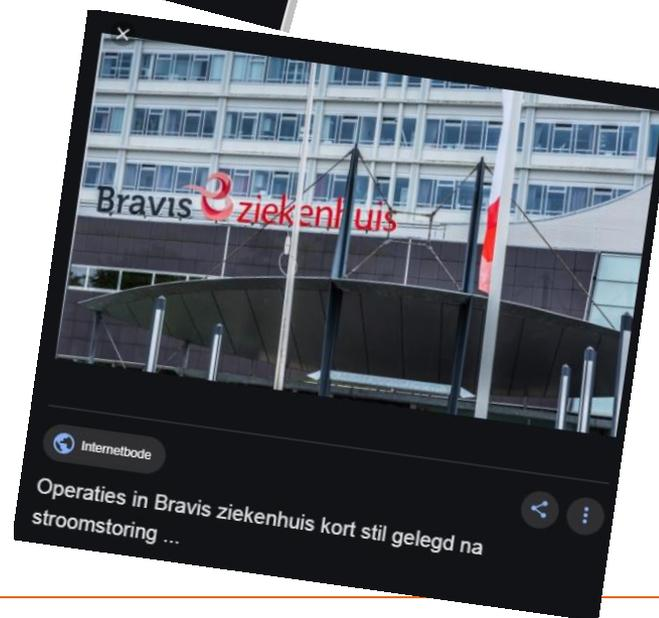 Bravis ziekenhuis
Internetbode
Operaties in Bravis ziekenhuis kort stil gelegd na
stroomstoring ...